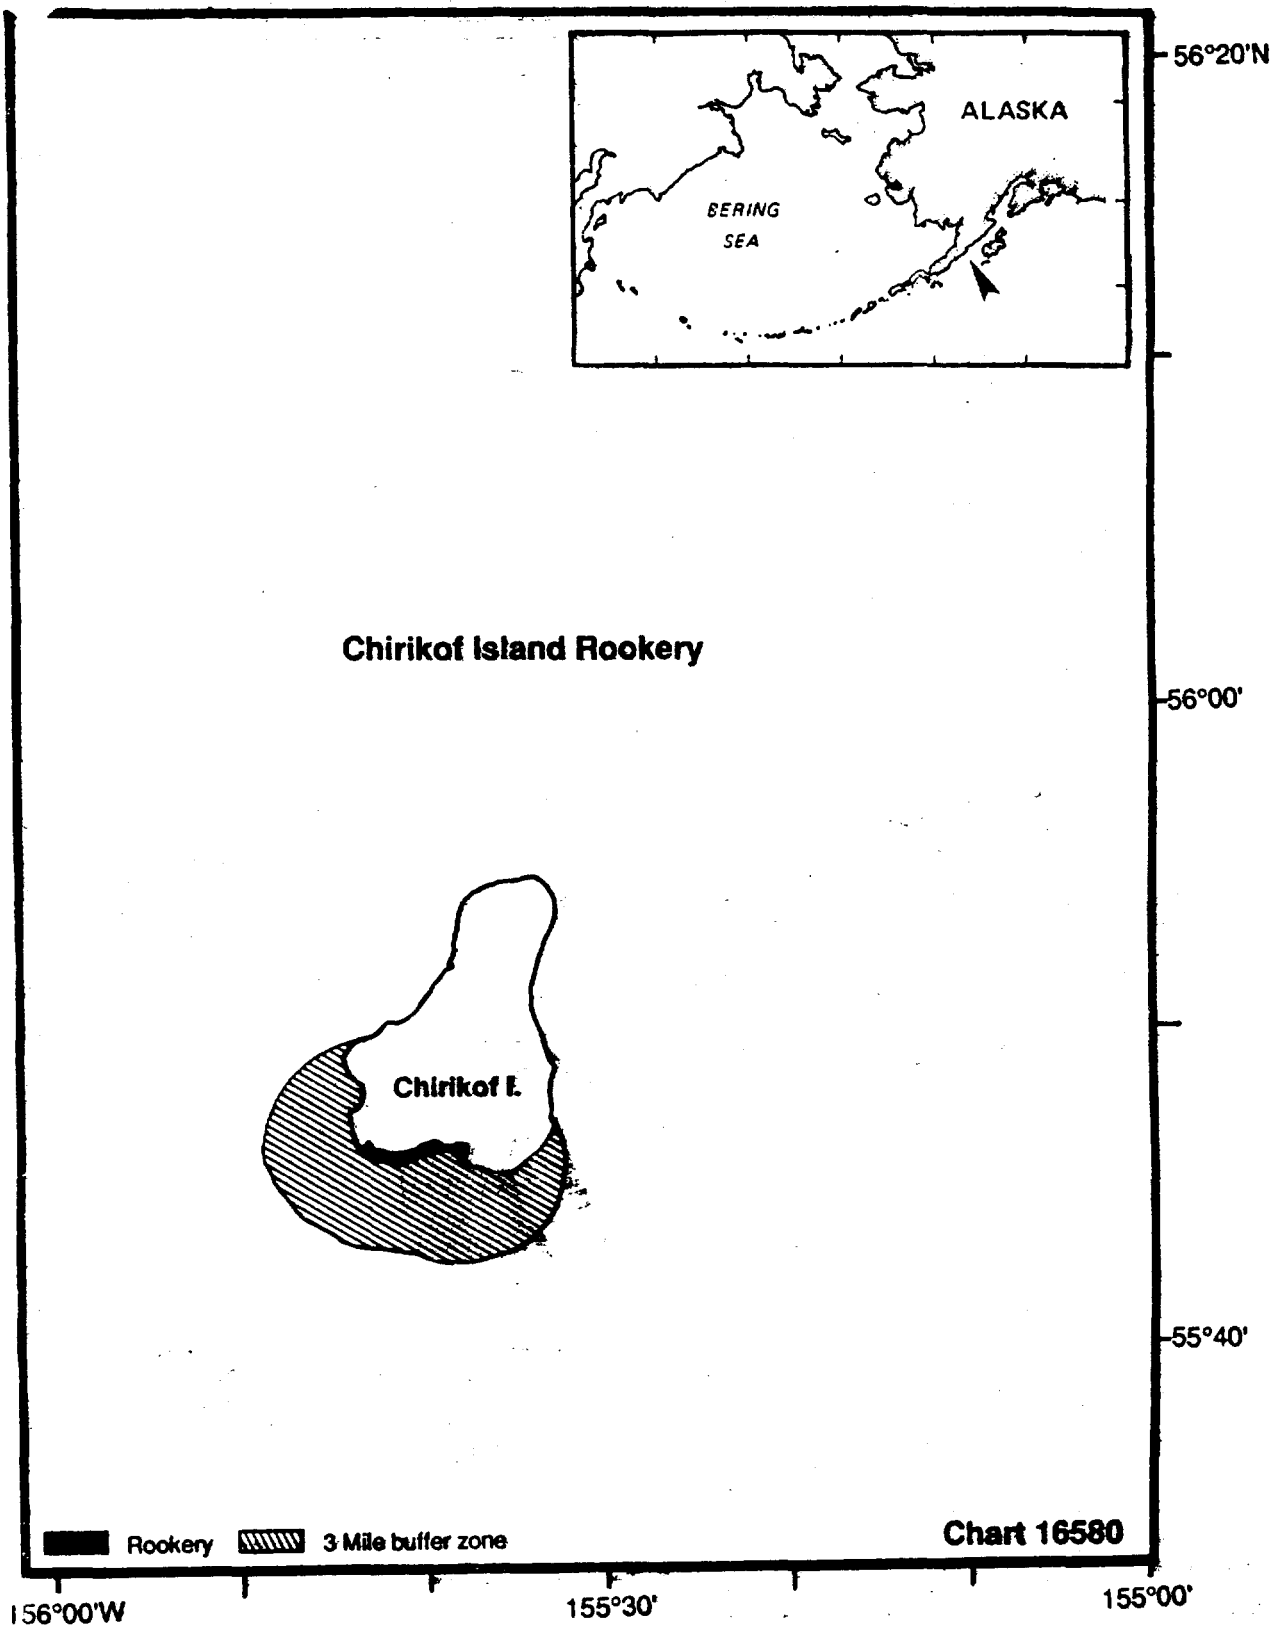 56°20'N
ALASKA
BERING
SEA
Chirikof Island Rookery
56°00'
Chirikof I.
55°40'
Rookery 3 Mile buffer zone
Chart 16580
156°00'W 155°30' 155°00'